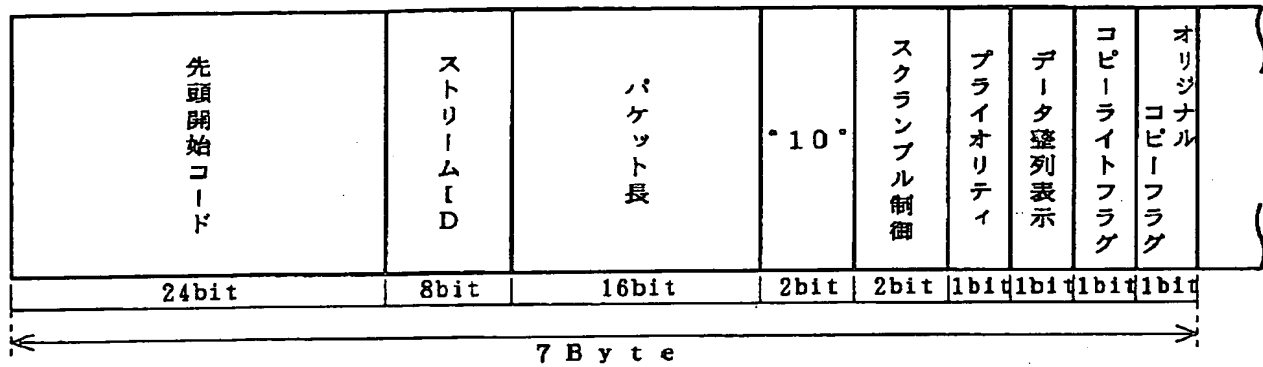 先頭開始コード
ストリームID
パケット長
"10"
スクランブル制御
プライオリティ
データ整列表示
コピーライトフラグ
オリジナル
コピーフラグ
24bit
8bit
16bit
2bit
2bit
1bit
1bit
1bit
1bit
7Byte